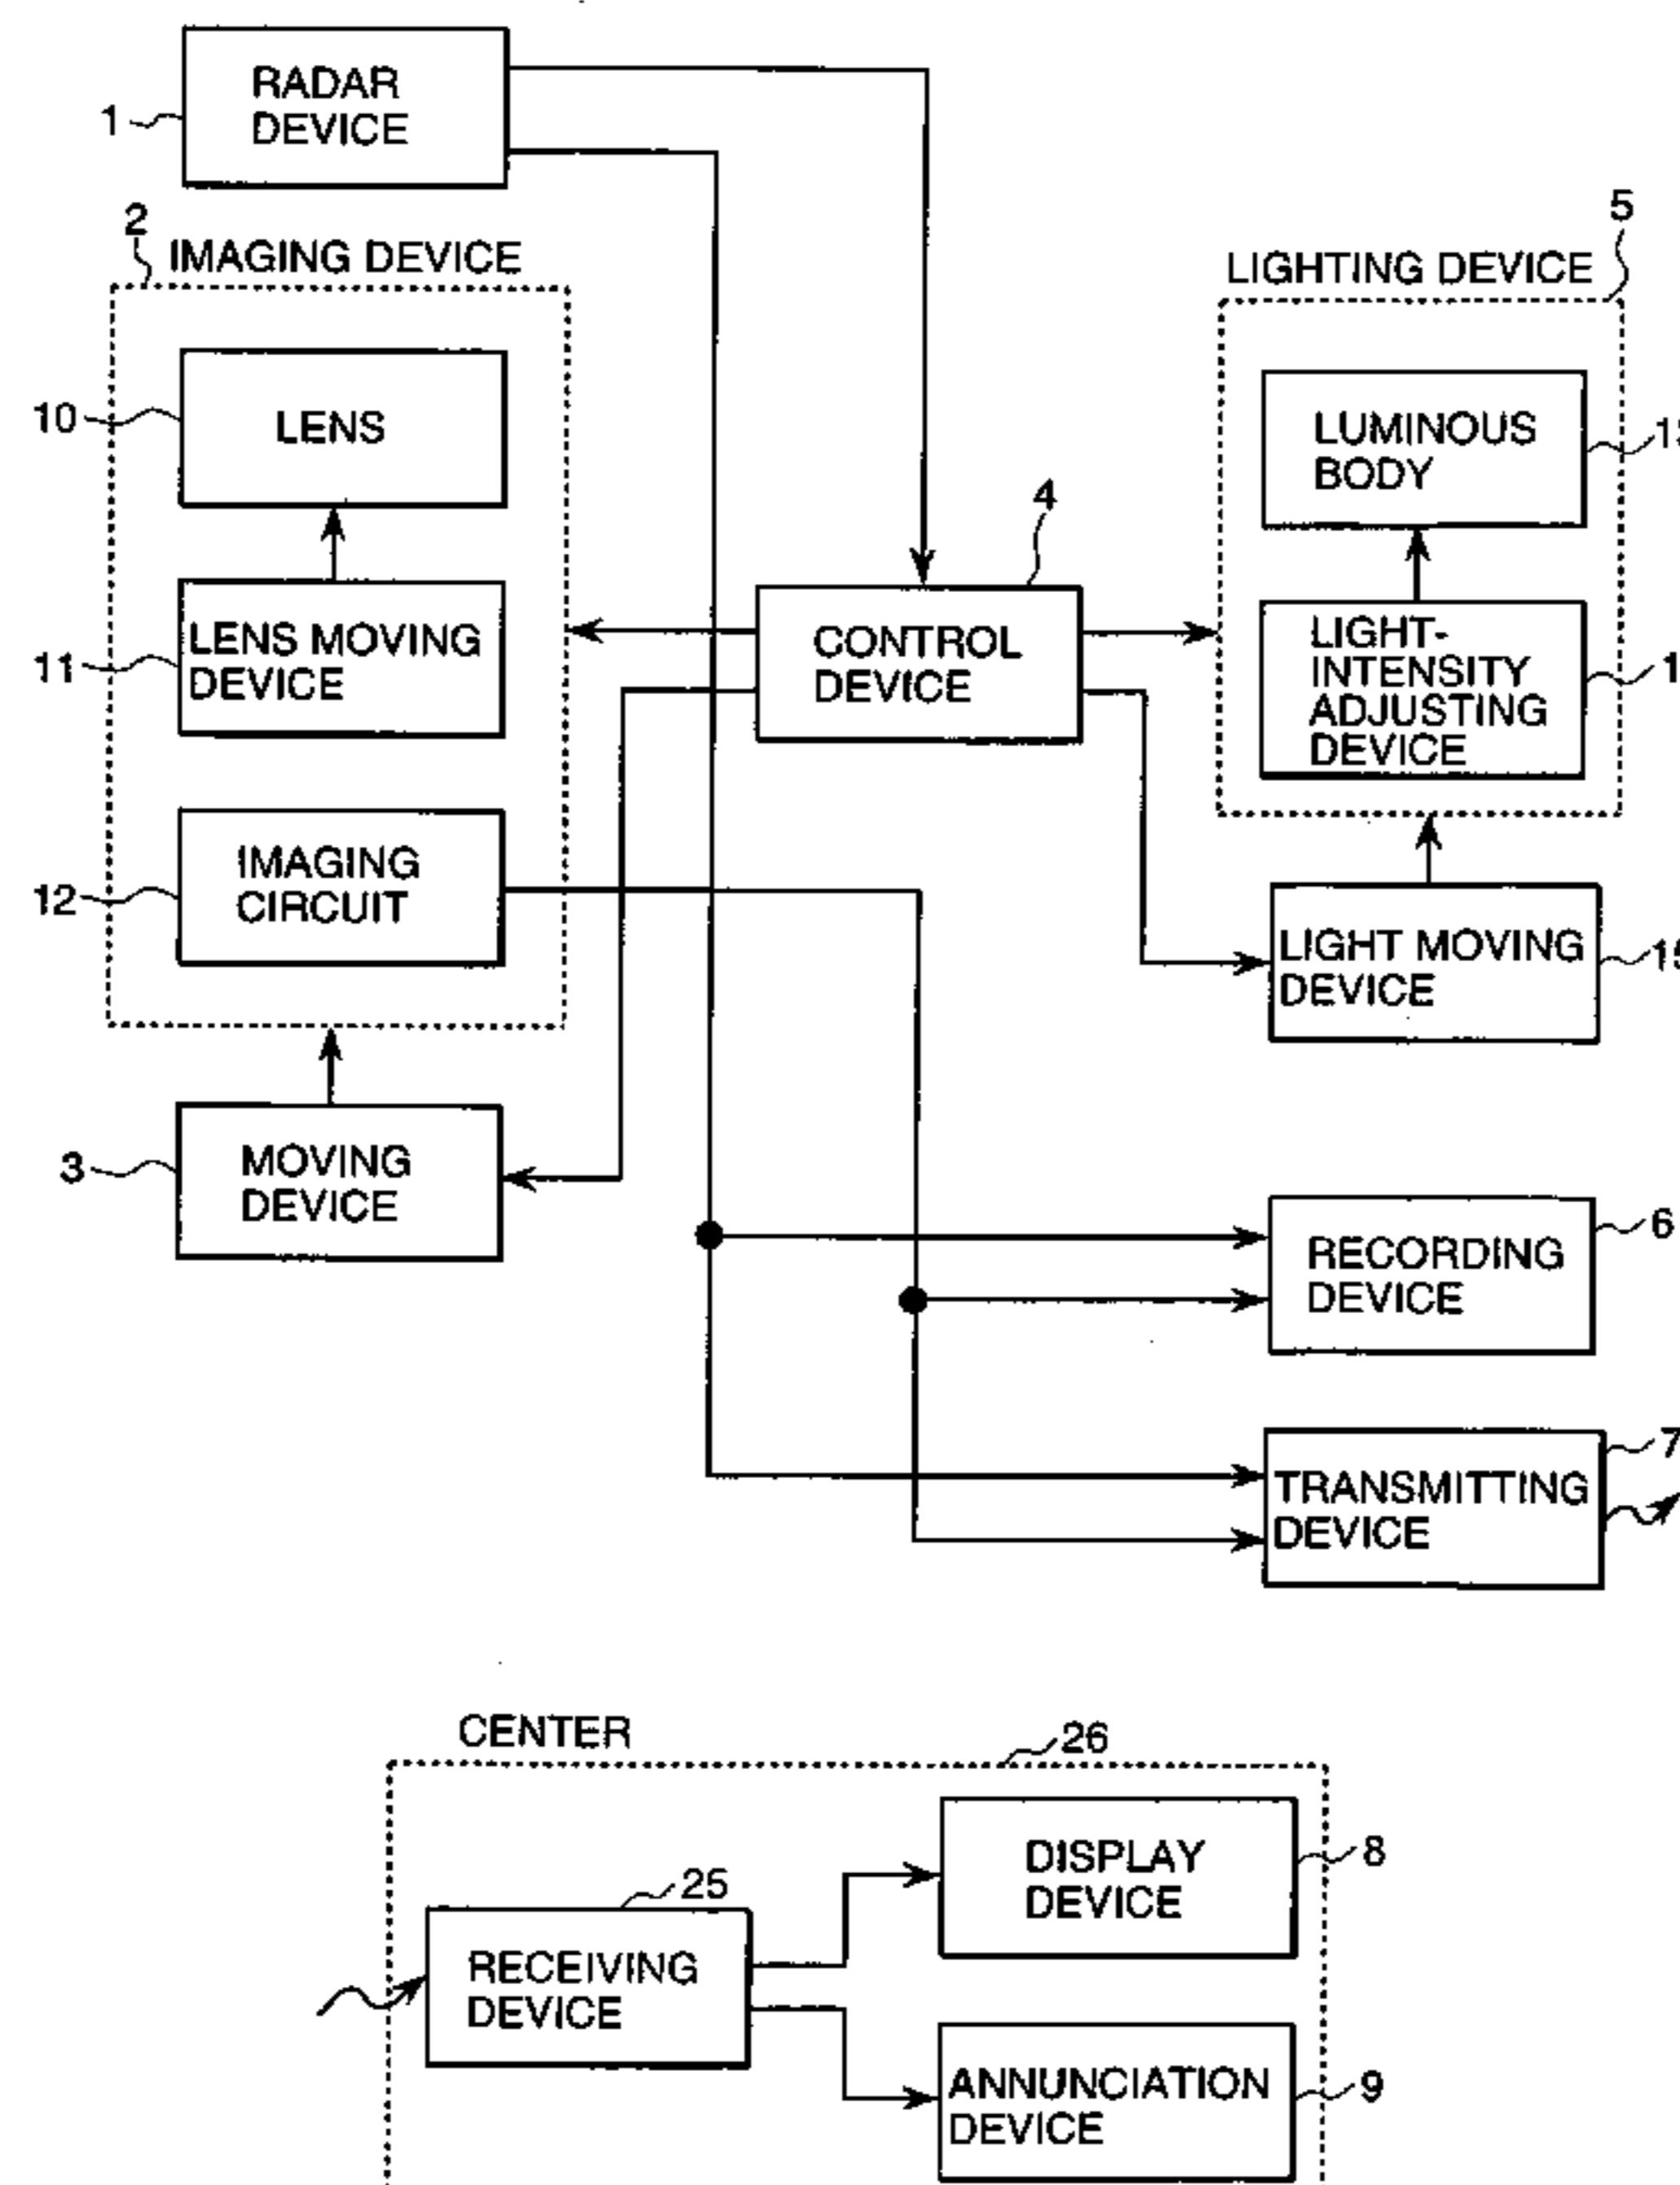 RADAR
DEVICE
1
2
IMAGING DEVICE
5
LIGHTING DEVICE
10
LENS
LUMINOUS
BODY
4
11
LENS MOVING
DEVICE
CONTROL
DEVICE
LIGHT-
INTENSITY
ADJUSTING
DEVICE
12
IMAGING
CIRCUIT
LIGHT MOVING
DEVICE
15
3
MOVING
DEVICE
6
RECORDING
DEVICE
7
TRANSMITTING
DEVICE
CENTER
26
DISPLAY
DEVICE
8
25
RECEIVING
DEVICE
ANNUNCIATION
DEVICE
9